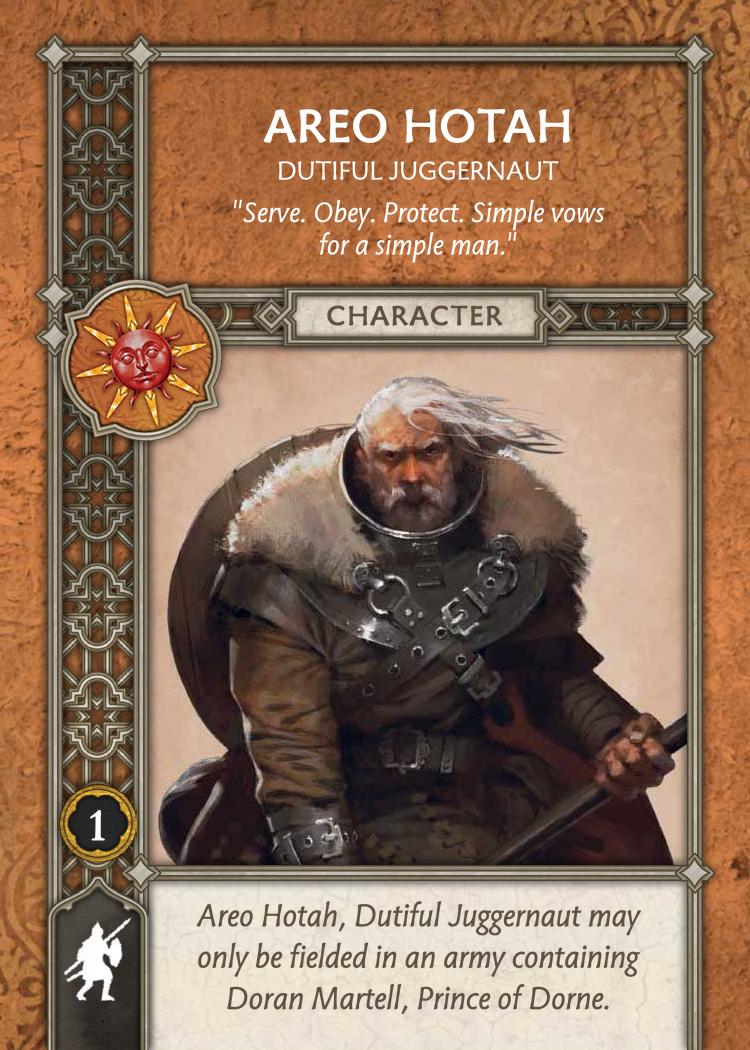 AREO HOTAH
DUTIFUL JUGGERNAUT
"Serve. Obey. Protect. Simple vows
for a simple man."
CHARACTER
1
Areo Hotah, Dutiful Juggernaut may
only be fielded in an army containing
Doran Martell, Prince of Dorne.